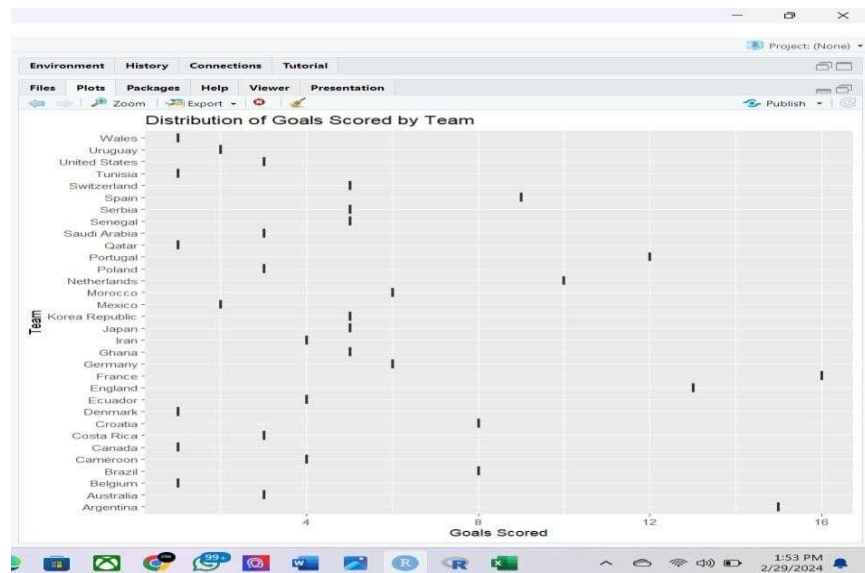 Project: (None)
Environment History Connections Tutorial
Files Plots Packages Help Viewer Presentation
Zoom Export Publish
Distribution of Goals Scored by Team
Wales
Uruguay
United States
Tunisia
Switzerland
Spain
Serbia
Senegal
Saudi Arabia
Qatar
Portugal
Poland
Netherlands
Morocco
Mexico
Korea Republic
Japan
Iran
Ghana
Germany
France
England
Ecuador
Denmark
Croatia
Costa Rica
Canada
Cameroon
Brazil
Belgium
Australia
Argentina
Team
4 8 12 16
Goals Scored
99+
W
R
R
X
1:53 PM
2/29/2024